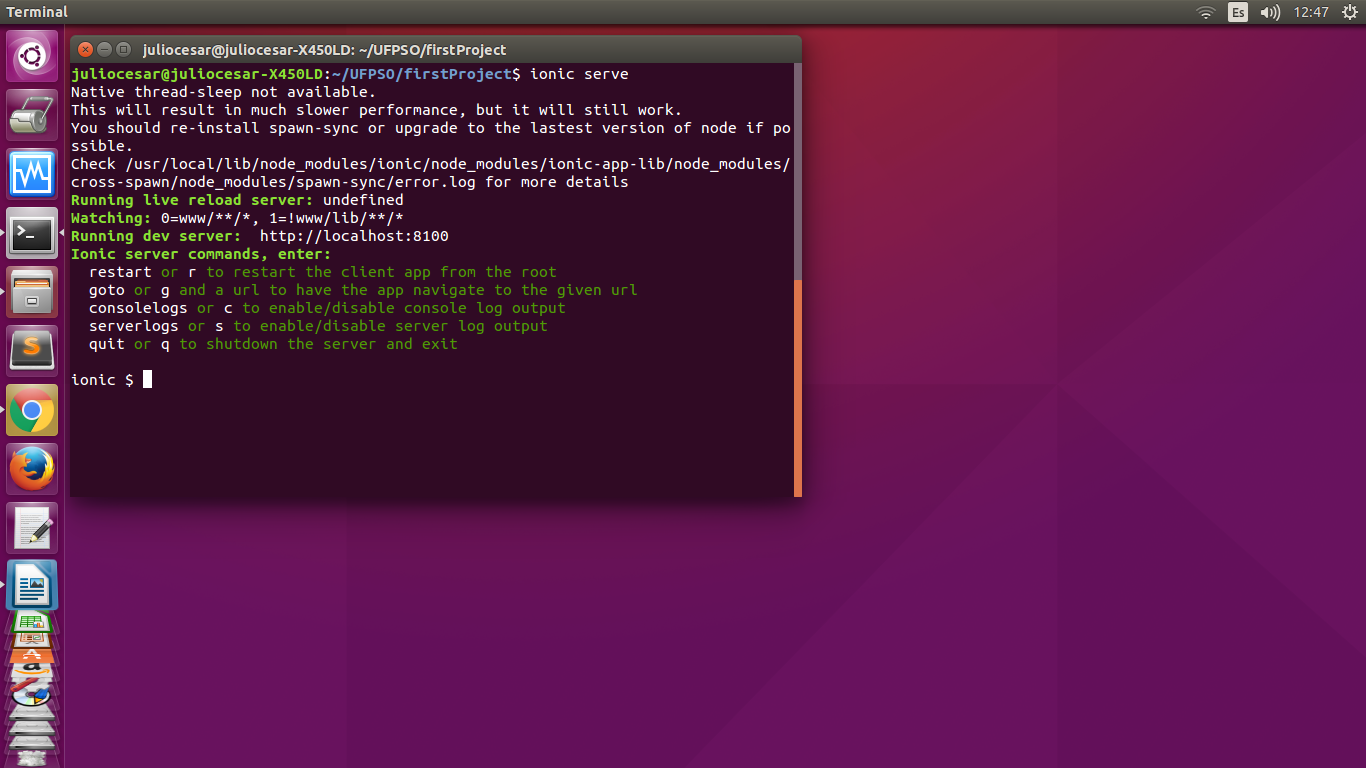 Terminal
Es
12:47
juliocesar@juliocesar-X450LD: ~/UFPSO/firstProject
juliocesar@juliocesar-X450LD:~/UFPSO/firstProject$ ionic serve
Native thread-sleep not available.
This will result in much slower performance, but it will still work.
You should re-install spawn-sync or upgrade to the lastest version of node if po
ssible.
Check /usr/local/lib/node_modules/ionic/node_modules/ionic-app-lib/node_modules/
cross-spawn/node_modules/spawn-sync/error.log for more details
Running live reload server: undefined
Watching: 0=www/**/*, 1=!www/lib/**/*
Running dev server:  http://localhost:8100
Ionic server commands, enter:
  restart or r to restart the client app from the root
  goto or g and a url to have the app navigate to the given url
  consolelogs or c to enable/disable console log output
  serverlogs or s to enable/disable server log output
  quit or q to shutdown the server and exit
ionic $